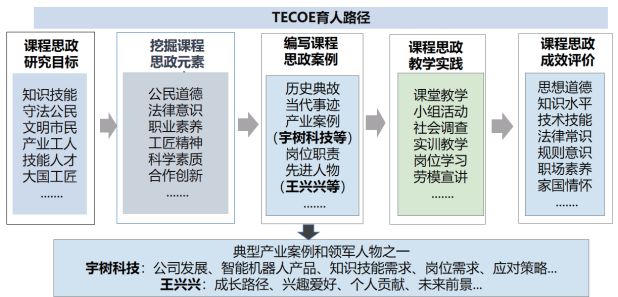 TECOE育人路径
课程思政
研究目标
知识技能
守法公民
文明市民
产业工人
技能人才
大国工匠
.......
挖掘课程
思政元素
公民道德
法律意识
职业素养
工匠精神
科学素质
合作创新
.......
编写课程
思政案例
历史典故
当代事迹
产业案例
（宇树科技等）
岗位职责
先进人物
（王兴兴等）
.......
课程思政
教学实践
课堂教学
小组活动
社会调查
实训教学
岗位学习
劳模宣讲
.......
课程思政
成效评价
思想道德
知识水平
技术技能
法律常识
规则意识
职场素养
家国情怀
.......
典型产业案例和领军人物之一
宇树科技：公司发展、智能机器人产品、知识技能需求、岗位需求、应对策略...
王兴兴：成长路径、兴趣爱好、个人贡献、未来前景...